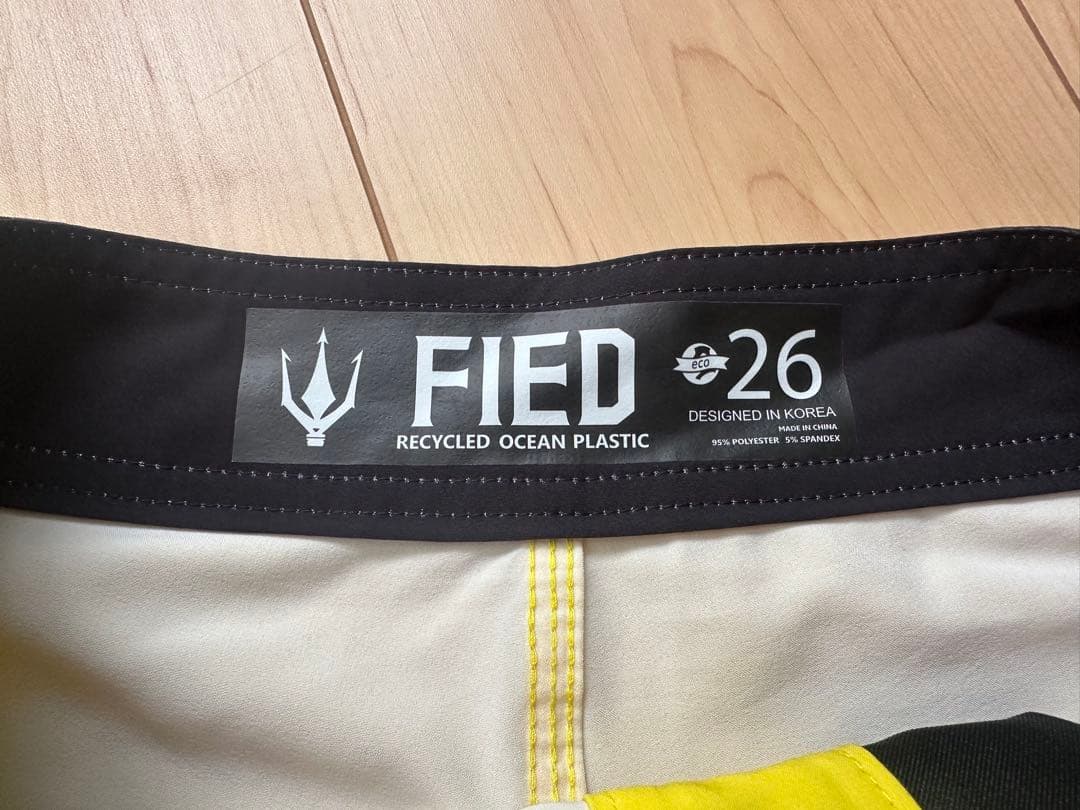 FIED
RECYCLED OCEAN PLASTIC
eco 26
DESIGNED IN KOREA
MADE IN CHINA
95% POLYESTER 5% SPANDEX